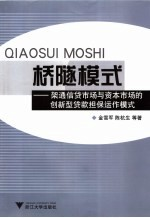 QIAOSUI MOSHI
桥隧模式
——架通信贷市场与资本市场的
创新型贷款担保运作模式
金雪军 陈杭生 等著
浙江大学出版社